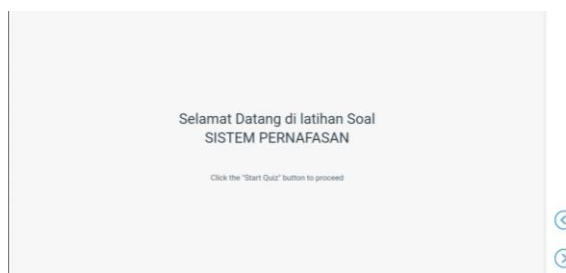 Selamat Datang di latihan Soal
SISTEM PERNAFASAN
Click the "Start Quiz" button to proceed